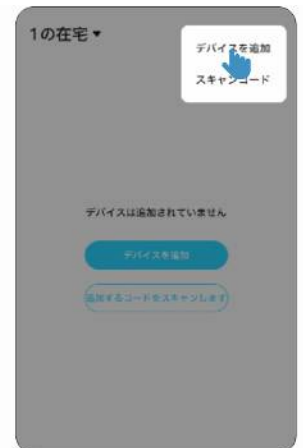 1の在宅▼
デバイスを追加
スキャンコード
デバイスは追加されていません
デバイスを追加
追加するコードをスキャンします